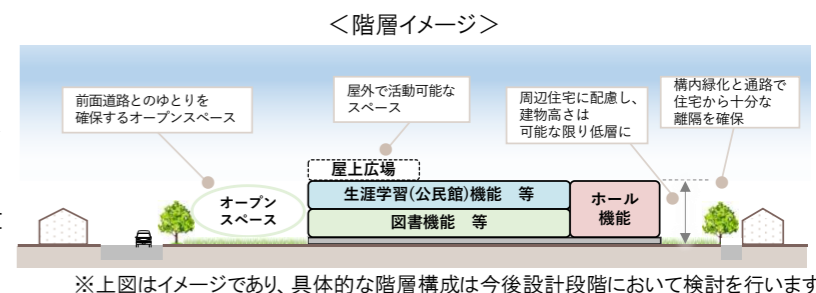 ＜階層イメージ＞
前面道路とのゆとりを
確保するオープンスペース
屋外で活動可能な
スペース
周辺住宅に配慮し、
建物高さは
可能な限り低層に
構内緑化と通路で
住宅から十分な
離隔を確保
屋上広場
オープン
スペース
生涯学習(公民館)機能　等
図書機能　等
ホール
機能
※上図はイメージであり、具体的な階層構成は今後設計段階において検討を行います